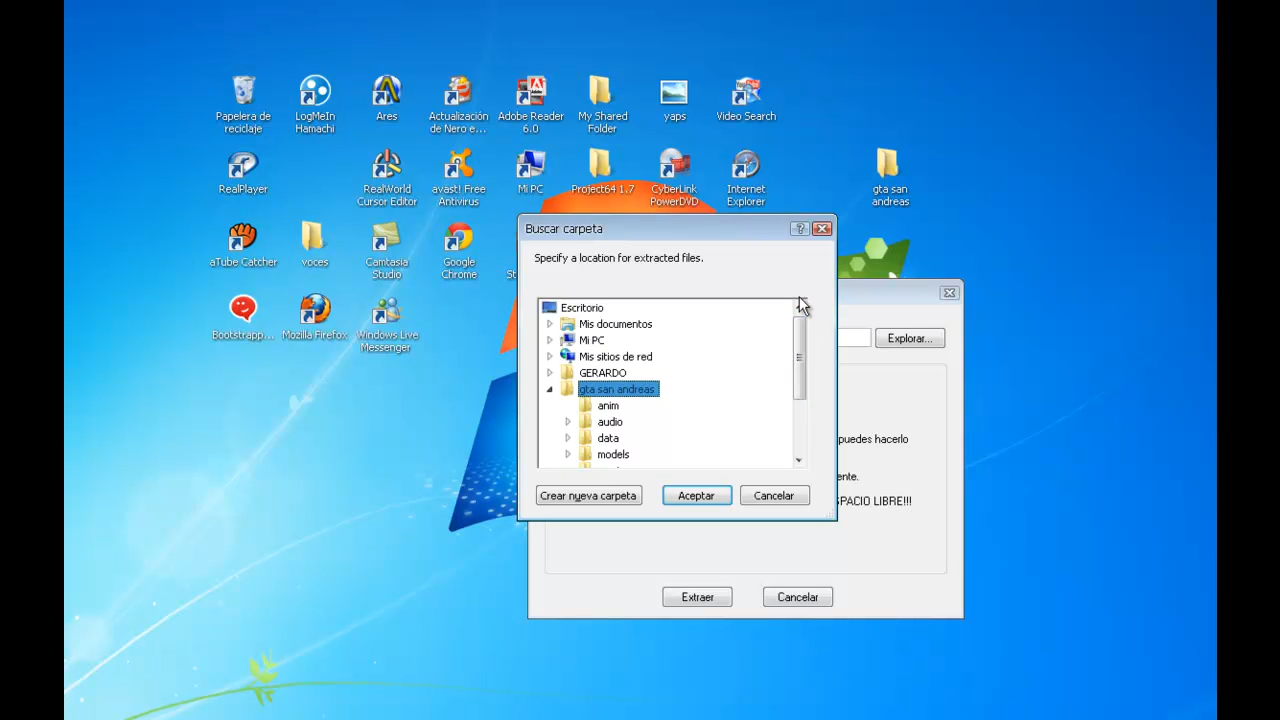 Papelera de
reciclaje
LogMeIn
Hamachi
Ares
Actualización
de Nero e...
Adobe Reader
6.0
My Shared
Folder
yaps
Video Search
RealPlayer
RealWorld
Cursor Editor
avast! Free
Antivirus
Mi PC
Project64 1.7
CyberLink
PowerDVD
Internet
Explorer
gta san
andreas
aTube Catcher
voces
Camtasia
Studio
Google
Chrome
Bootstrapp...
Mozilla Firefox
Windows Live
Messenger
Buscar carpeta
Specify a location for extracted files.
Escritorio
Mis documentos
Mi PC
Mis sitios de red
GERARDO
gta san andreas
anim
audio
data
models
Crear nueva carpeta
Aceptar
Cancelar
Explorar...
puedes hacerlo
ente.
SPACIO LIBRE!!!
Extraer
Cancelar